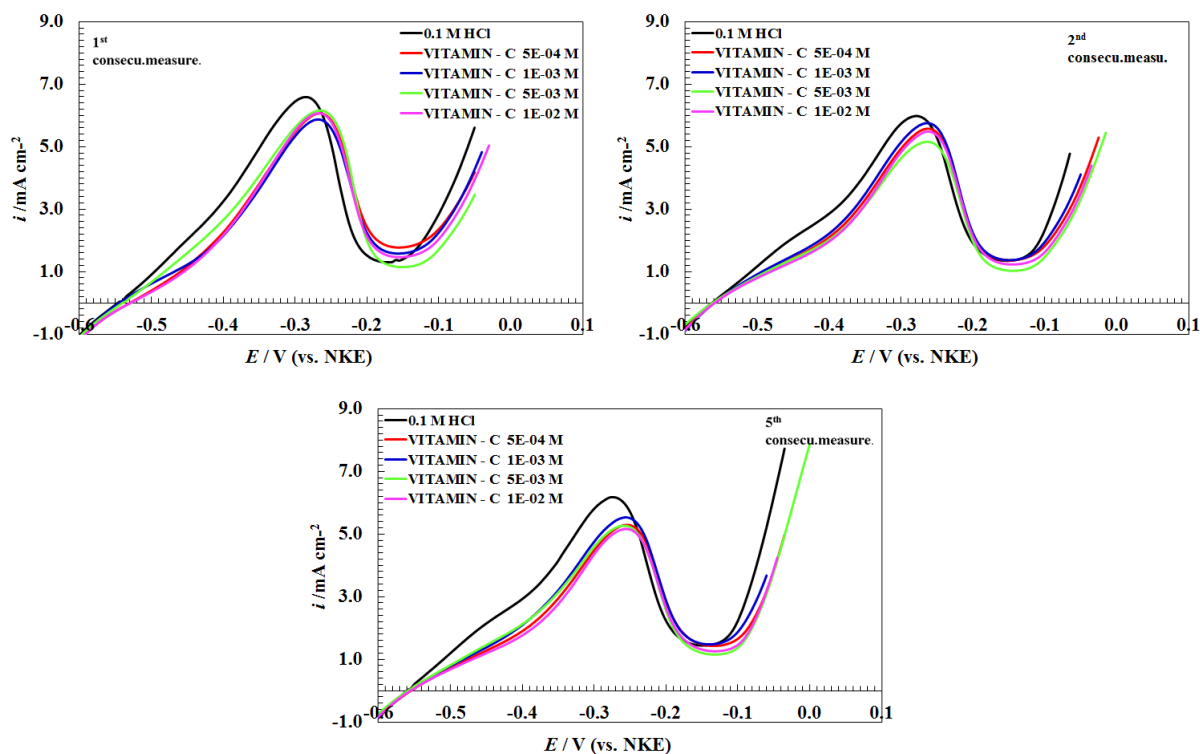 9.0
7.0
5.0
3.0
1.0
-1.0
i /mA cm-2
1st
consecu.measure.
0.1 M HCl
VITAMIN - C 5E-04 M
VITAMIN - C 1E-03 M
VITAMIN - C 5E-03 M
VITAMIN - C 1E-02 M
-0.6 -0.5 -0.4 -0.3 -0.2 -0.1 0.0 0.1
E / V (vs. NKE)
9.0
7.0
5.0
3.0
1.0
-1.0
i /mA cm-2
0.1 M HCl
VITAMIN - C 5E-04 M
VITAMIN - C 1E-03 M
VITAMIN - C 5E-03 M
VITAMIN - C 1E-02 M
2nd
consecu.measu.
-0.6 -0.5 -0.4 -0.3 -0.2 -0.1 0.0 0.1
E / V (vs. NKE)
9.0
7.0
5.0
3.0
1.0
-1.0
i /mA cm-2
0.1 M HCl
VITAMIN - C 5E-04 M
VITAMIN - C 1E-03 M
VITAMIN - C 5E-03 M
VITAMIN - C 1E-02 M
5th
consecu.measure.
-0.6 -0.5 -0.4 -0.3 -0.2 -0.1 0.0 0.1
E / V (vs. NKE)